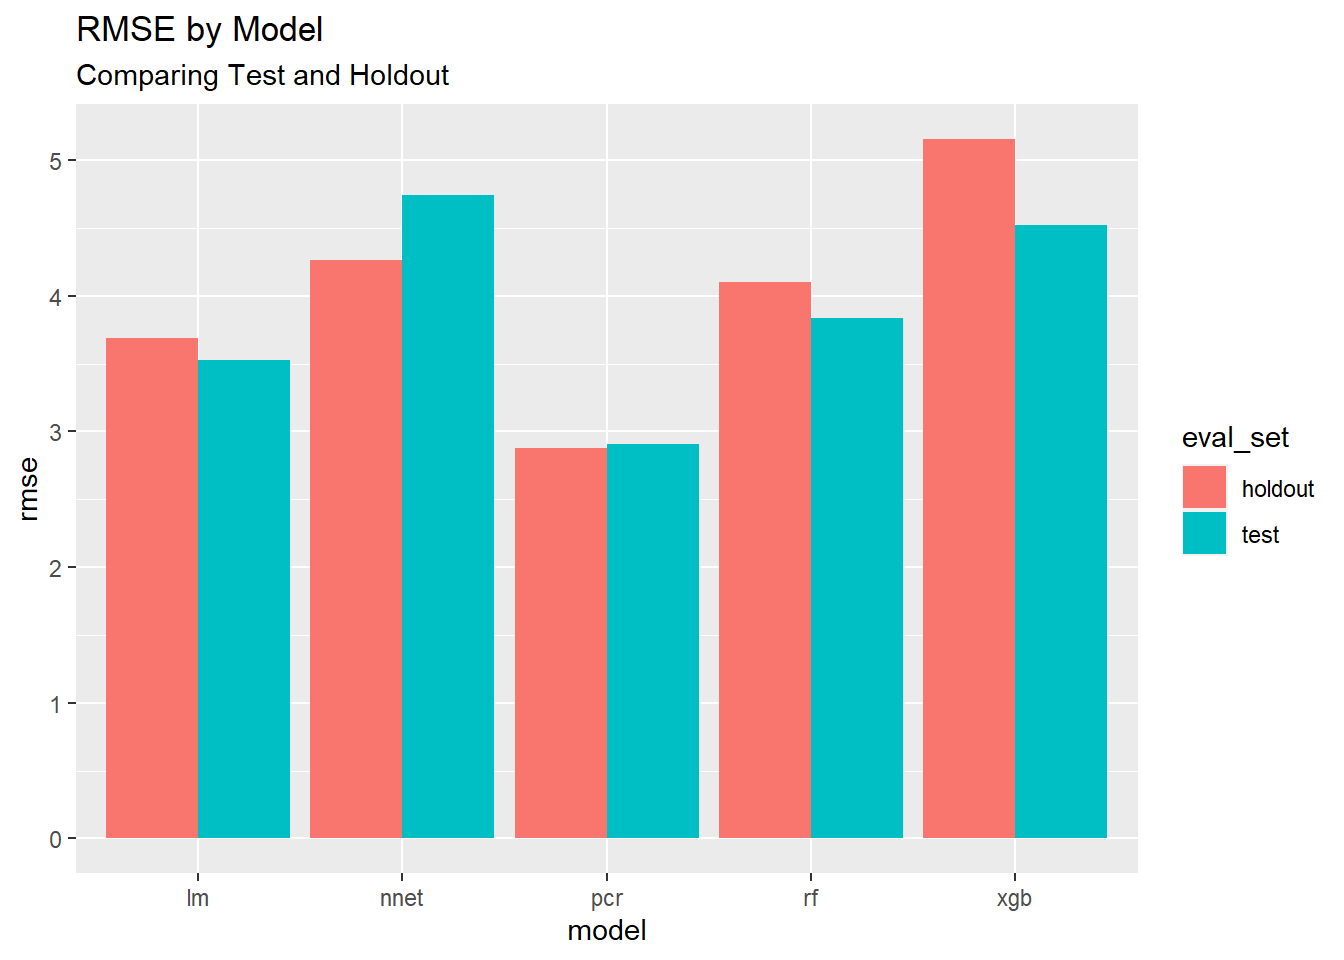 RMSE by Model
Comparing Test and Holdout
5
4
3
2
1
0
rmse
lm nnet pcr rf xgb
model
eval_set
holdout
test